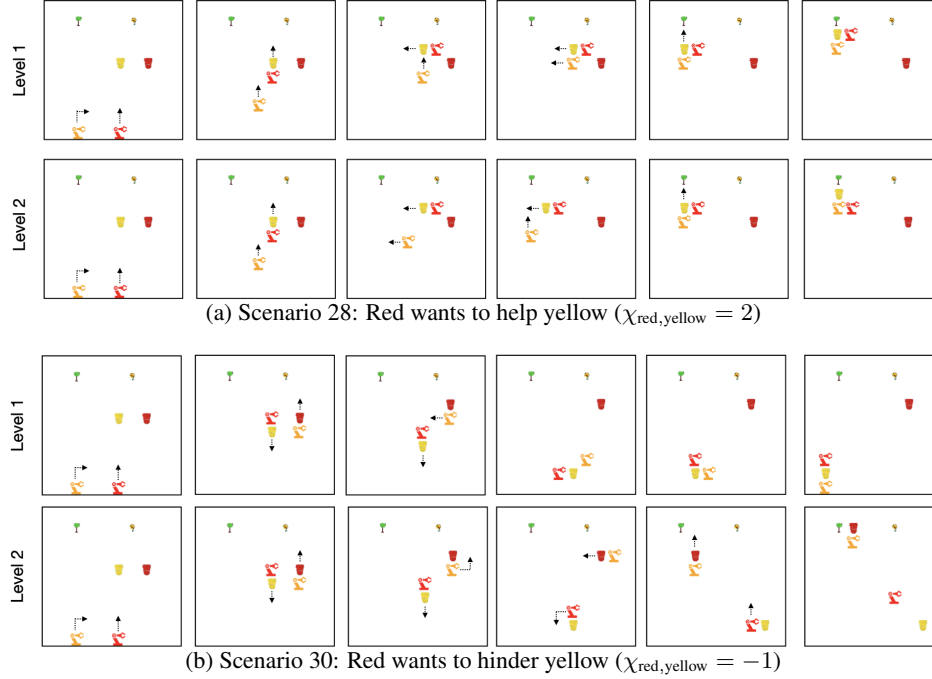 Level 1
Level 2
(a) Scenario 28: Red wants to help yellow (χred,yellow = 2)
Level 1
Level 2
(b) Scenario 30: Red wants to hinder yellow (χred,yellow = −1)